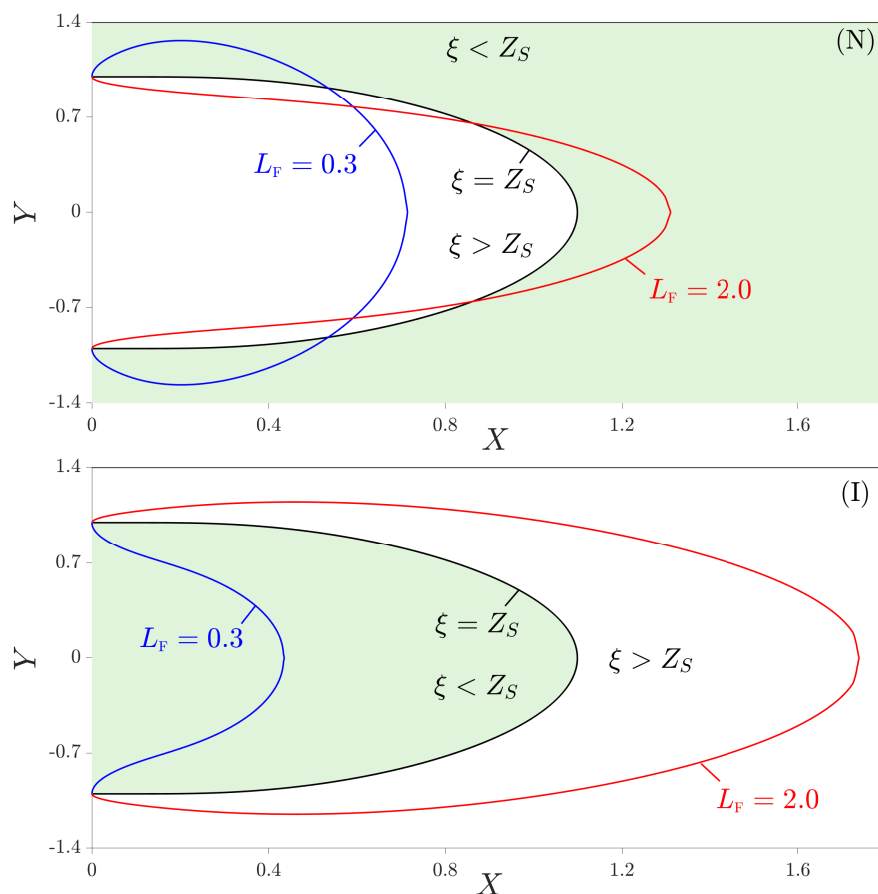 1.4
(N)
ξ < Z_S
0.7
L_F = 0.3
ξ = Z_S
Y
0
ξ > Z_S
L_F = 2.0
-0.7
-1.4
0 0.4 0.8 1.2 1.6
X
1.4
(I)
0.7
L_F = 0.3
ξ = Z_S
Y
0
ξ > Z_S
ξ < Z_S
-0.7
L_F = 2.0
-1.4
0 0.4 0.8 1.2 1.6
X